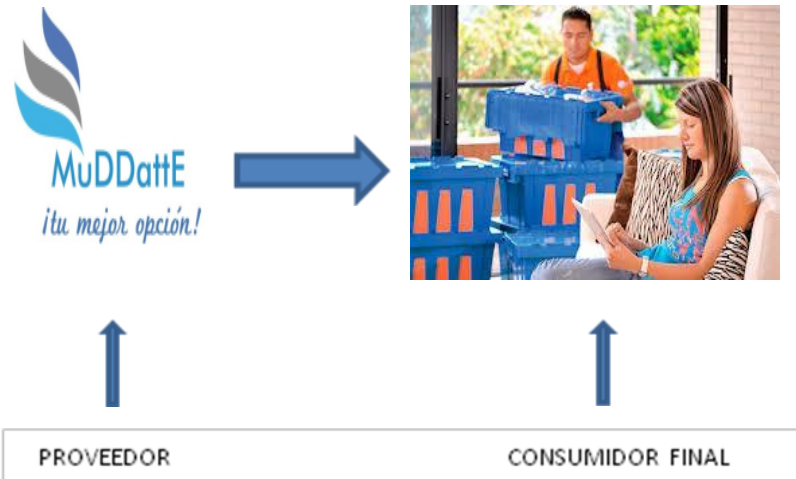 MuDDattE
¡tu mejor opción!
PROVEEDOR
CONSUMIDOR FINAL